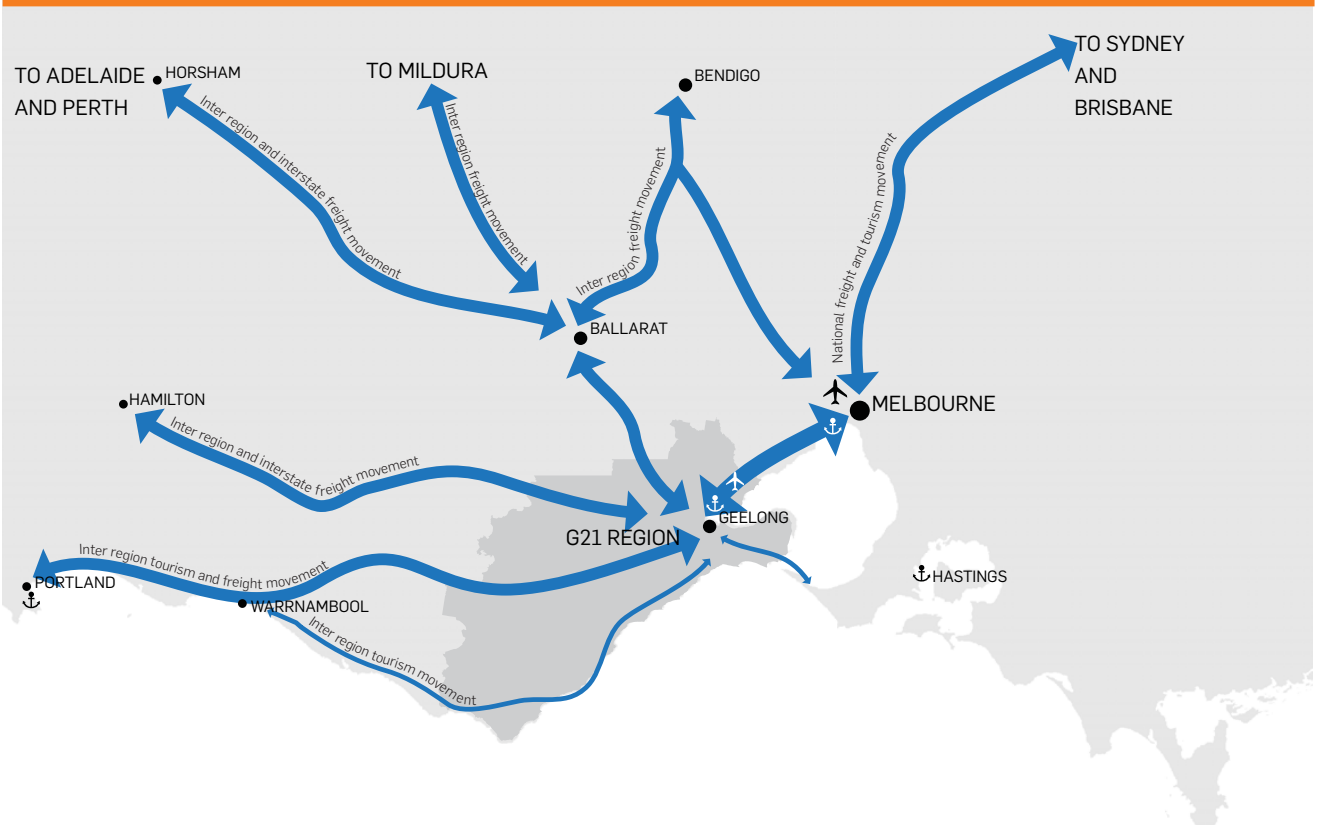 TO SYDNEY
AND
BRISBANE
TO ADELAIDE
AND PERTH
HORSHAM
TO MILDURA
BENDIGO
Inter region and interstate freight movement
Inter region freight movement
Inter region freight movement
National freight and tourism movement
BALLARAT
HAMILTON
MELBOURNE
Inter region and interstate freight movement
GEELONG
G21 REGION
Inter region tourism and freight movement
PORTLAND
WARRNAMBOOL
HASTINGS
Inter region tourism movement